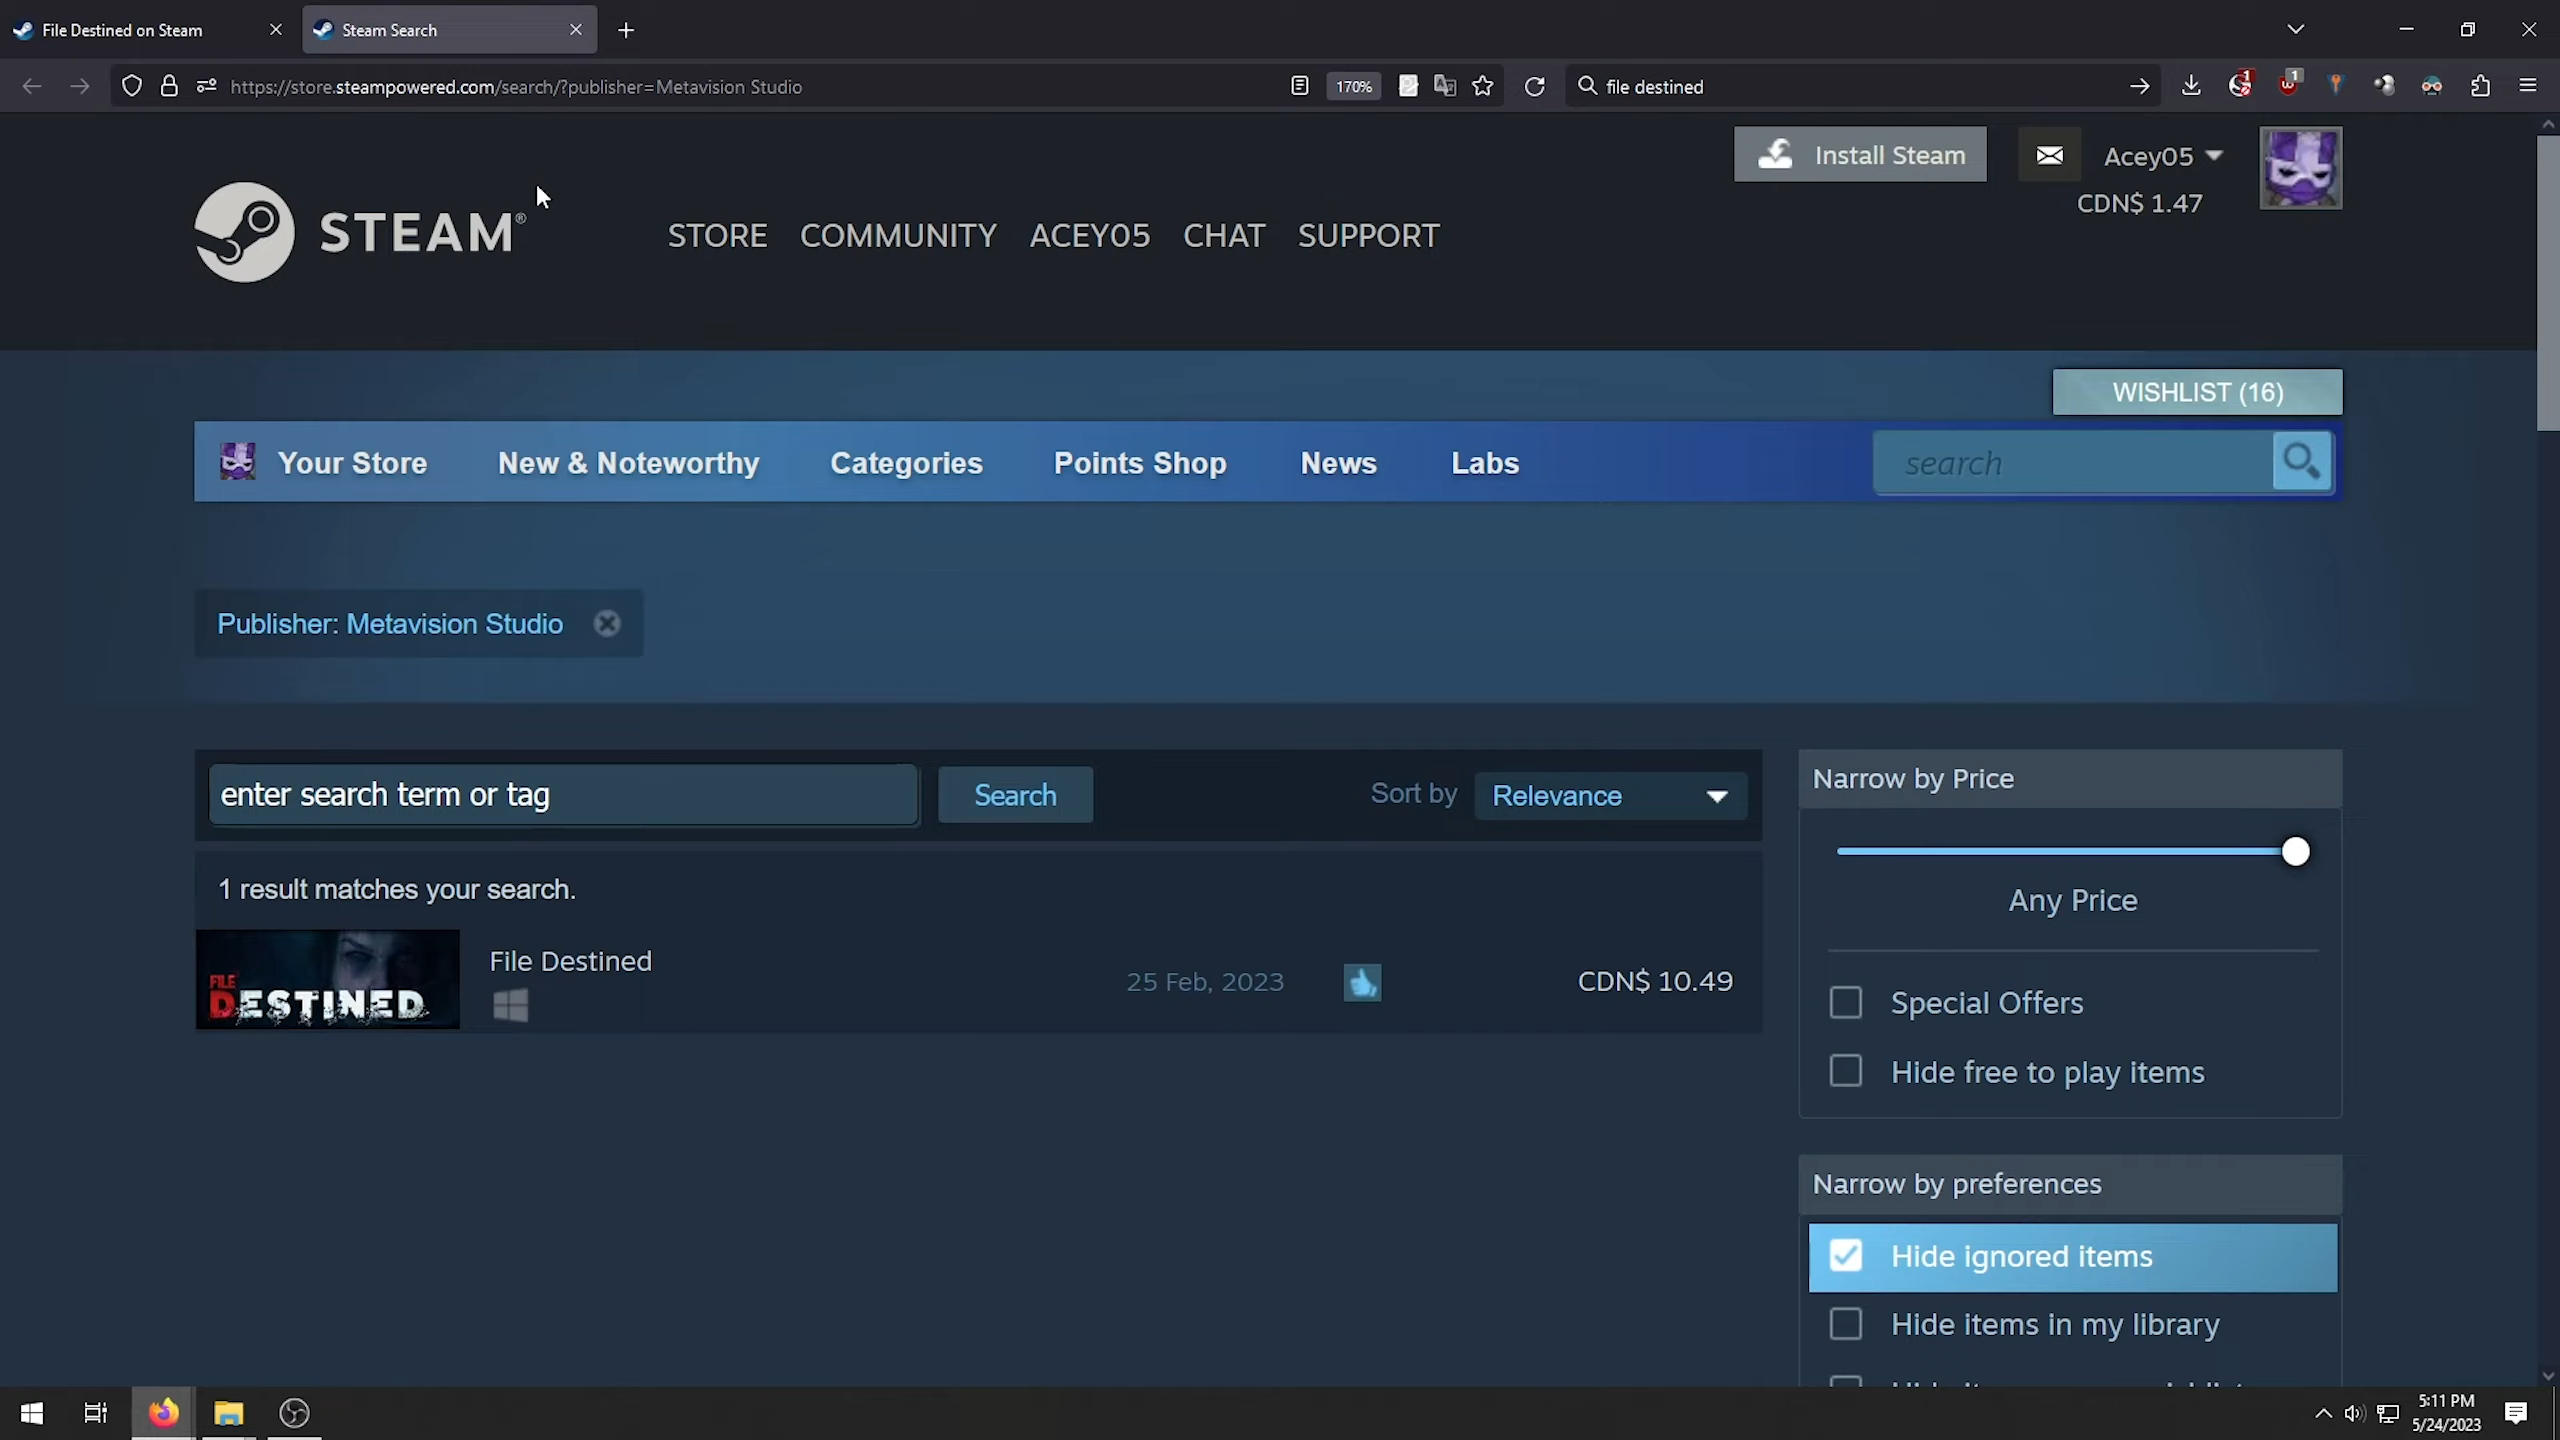 File Destined on Steam
Steam Search
https://store.steampowered.com/search/?publisher=Metavision Studio
170%
file destined
1
1
Install Steam
Acey05
CDN$ 1.47
STEAM®
STORE
COMMUNITY
ACEY05
CHAT
SUPPORT
WISHLIST (16)
Your Store
New & Noteworthy
Categories
Points Shop
News
Labs
search
Publisher: Metavision Studio
enter search term or tag
Search
Sort by
Relevance
1 result matches your search.
FILE
DESTINED
File Destined
25 Feb, 2023
CDN$ 10.49
Narrow by Price
Any Price
Special Offers
Hide free to play items
Narrow by preferences
Hide ignored items
Hide items in my library
5:11 PM
5/24/2023